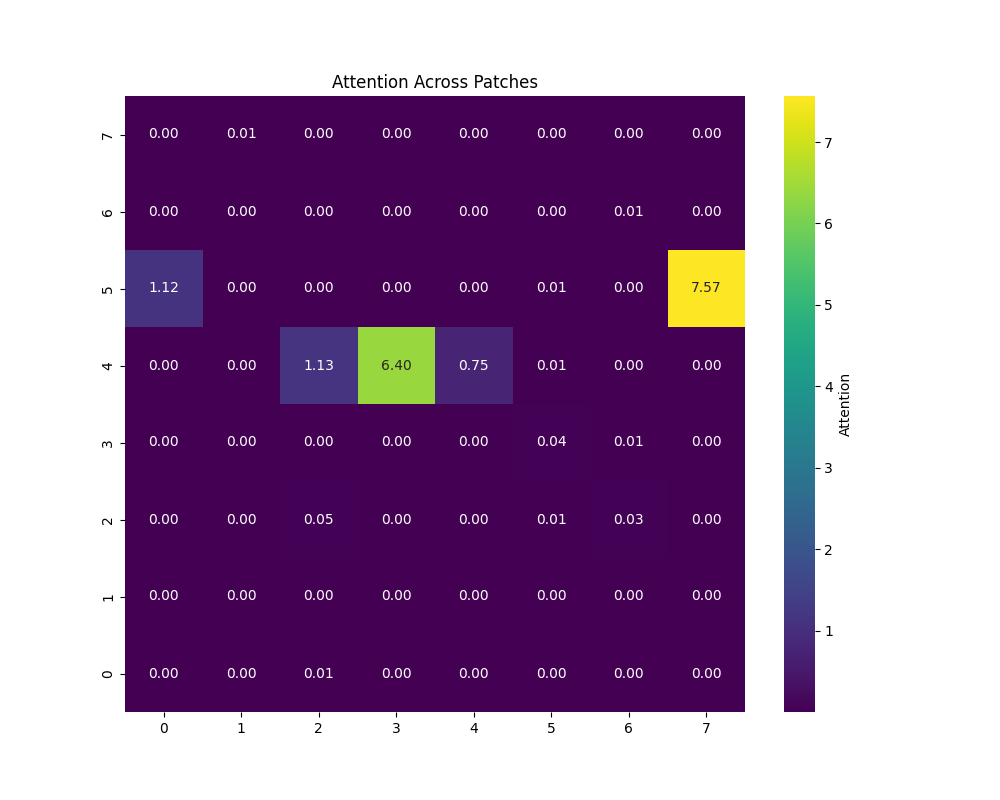 Attention Across Patches
7 0.00 0.01 0.00 0.00 0.00 0.00 0.00 0.00
6 0.00 0.00 0.00 0.00 0.00 0.00 0.01 0.00
5 1.12 0.00 0.00 0.00 0.00 0.01 0.00 7.57
4 0.00 0.00 1.13 6.40 0.75 0.01 0.00 0.00
3 0.00 0.00 0.00 0.00 0.00 0.04 0.01 0.00
2 0.00 0.00 0.05 0.00 0.00 0.01 0.03 0.00
1 0.00 0.00 0.00 0.00 0.00 0.00 0.00 0.00
0 0.00 0.00 0.01 0.00 0.00 0.00 0.00 0.00
0 1 2 3 4 5 6 7
7
6
5
4
3
2
1
Attention